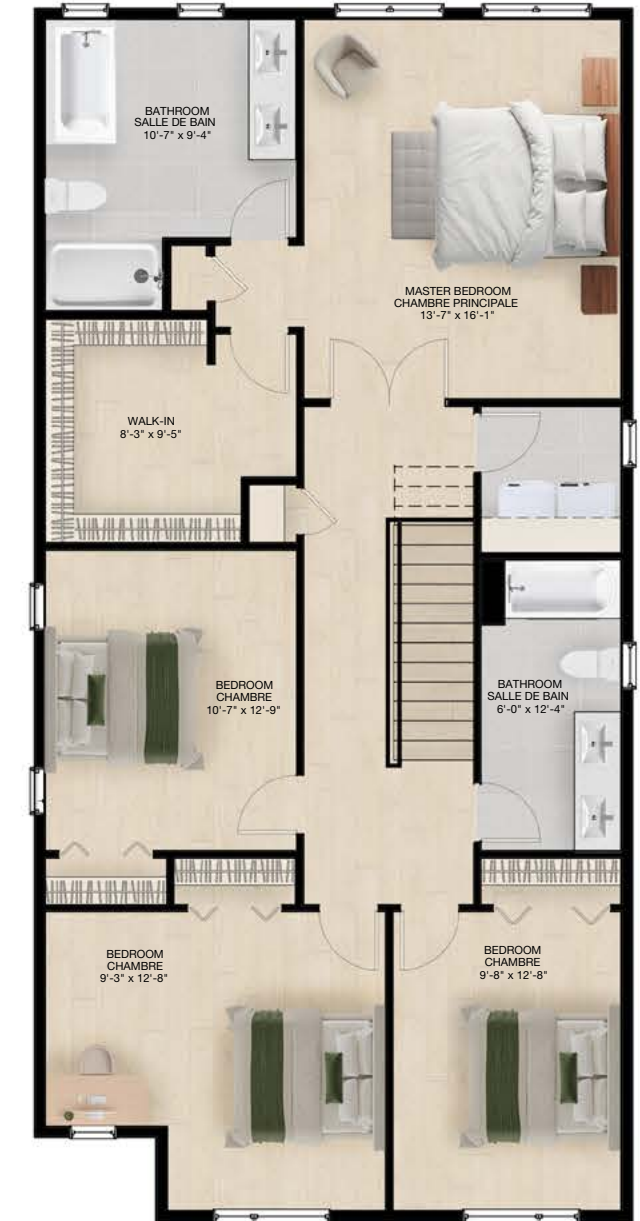 BATHROOM
SALLE DE BAIN
10'-7" x 9'-4"
MASTER BEDROOM
CHAMBRE PRINCIPALE
13'-7" x 16'-1"
WALK-IN
8'-3" x 9'-5"
BEDROOM
CHAMBRE
10'-7" x 12'-9"
BATHROOM
SALLE DE BAIN
6'-0" x 12'-4"
BEDROOM
CHAMBRE
9'-3" x 12'-8"
BEDROOM
CHAMBRE
9'-8" x 12'-8"